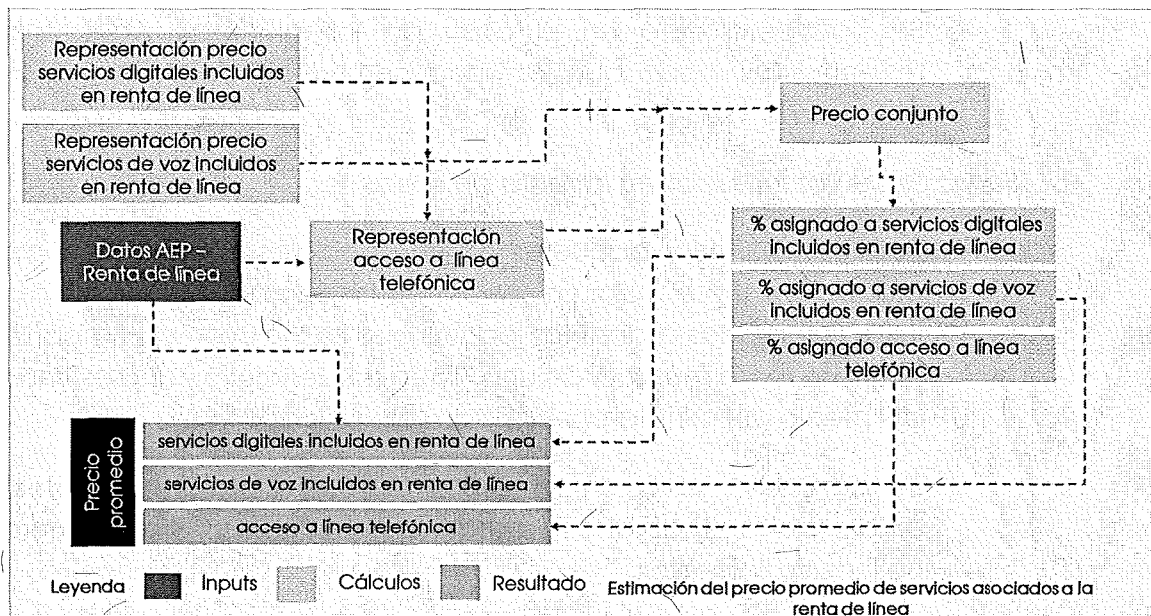 Representación precio
servicios digitales incluidos
en renta de línea
Representación precio
servicios de voz incluidos
en renta de línea
Precio conjunto
Datos AEP –
Renta de línea
Representación
acceso a línea
telefónica
% asignado a servicios digitales
incluidos en renta de línea
% asignado a servicios de voz
incluidos en renta de línea
% asignado acceso a línea
telefónica
Precio
promedio
servicios digitales incluidos en renta de línea
servicios de voz incluidos en renta de línea
acceso a línea telefónica
Leyenda Inputs Cálculos Resultado
Estimación del precio promedio de servicios asociados a la
renta de línea